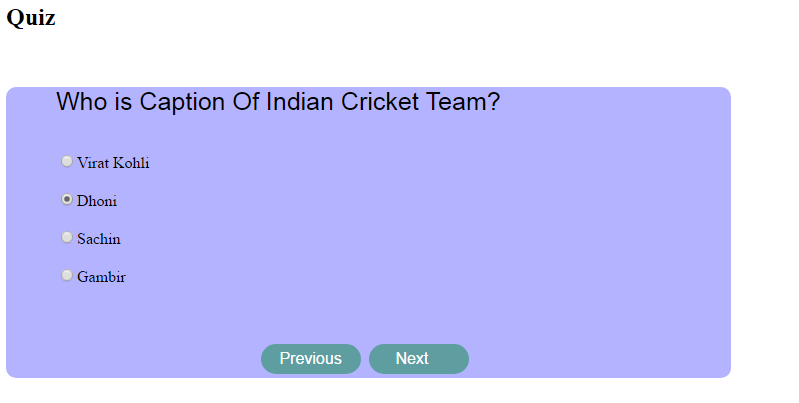 Quiz
Who is Caption Of Indian Cricket Team?
Virat Kohli
Dhoni
Sachin
Gambir
Previous Next